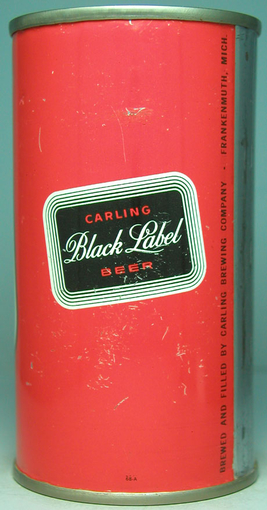 CARLING
Black Label
BEER
BREWED AND FILLED BY CARLING BREWING COMPANY - FRANKENMUTH, MICH.